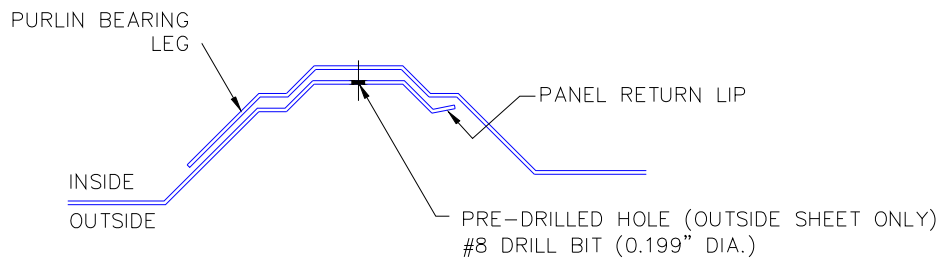 PURLIN BEARING
LEG
PANEL RETURN LIP
INSIDE
OUTSIDE
PRE-DRILLED HOLE (OUTSIDE SHEET ONLY)
#8 DRILL BIT (0.199" DIA.)